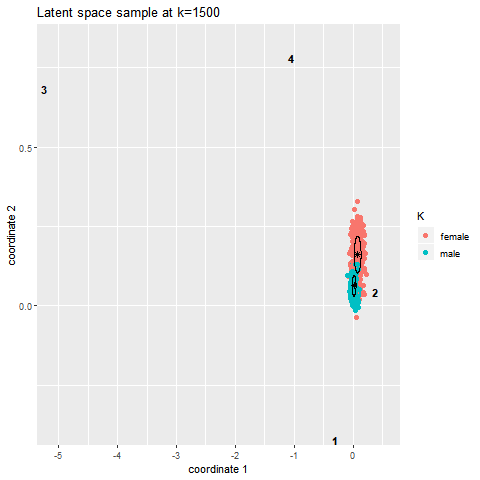 Latent space sample at k=1500
4
3
0.5
K
female
male
coordinate 2
2
0.0
1
-5
-4
-3
-2
-1
0
coordinate 1